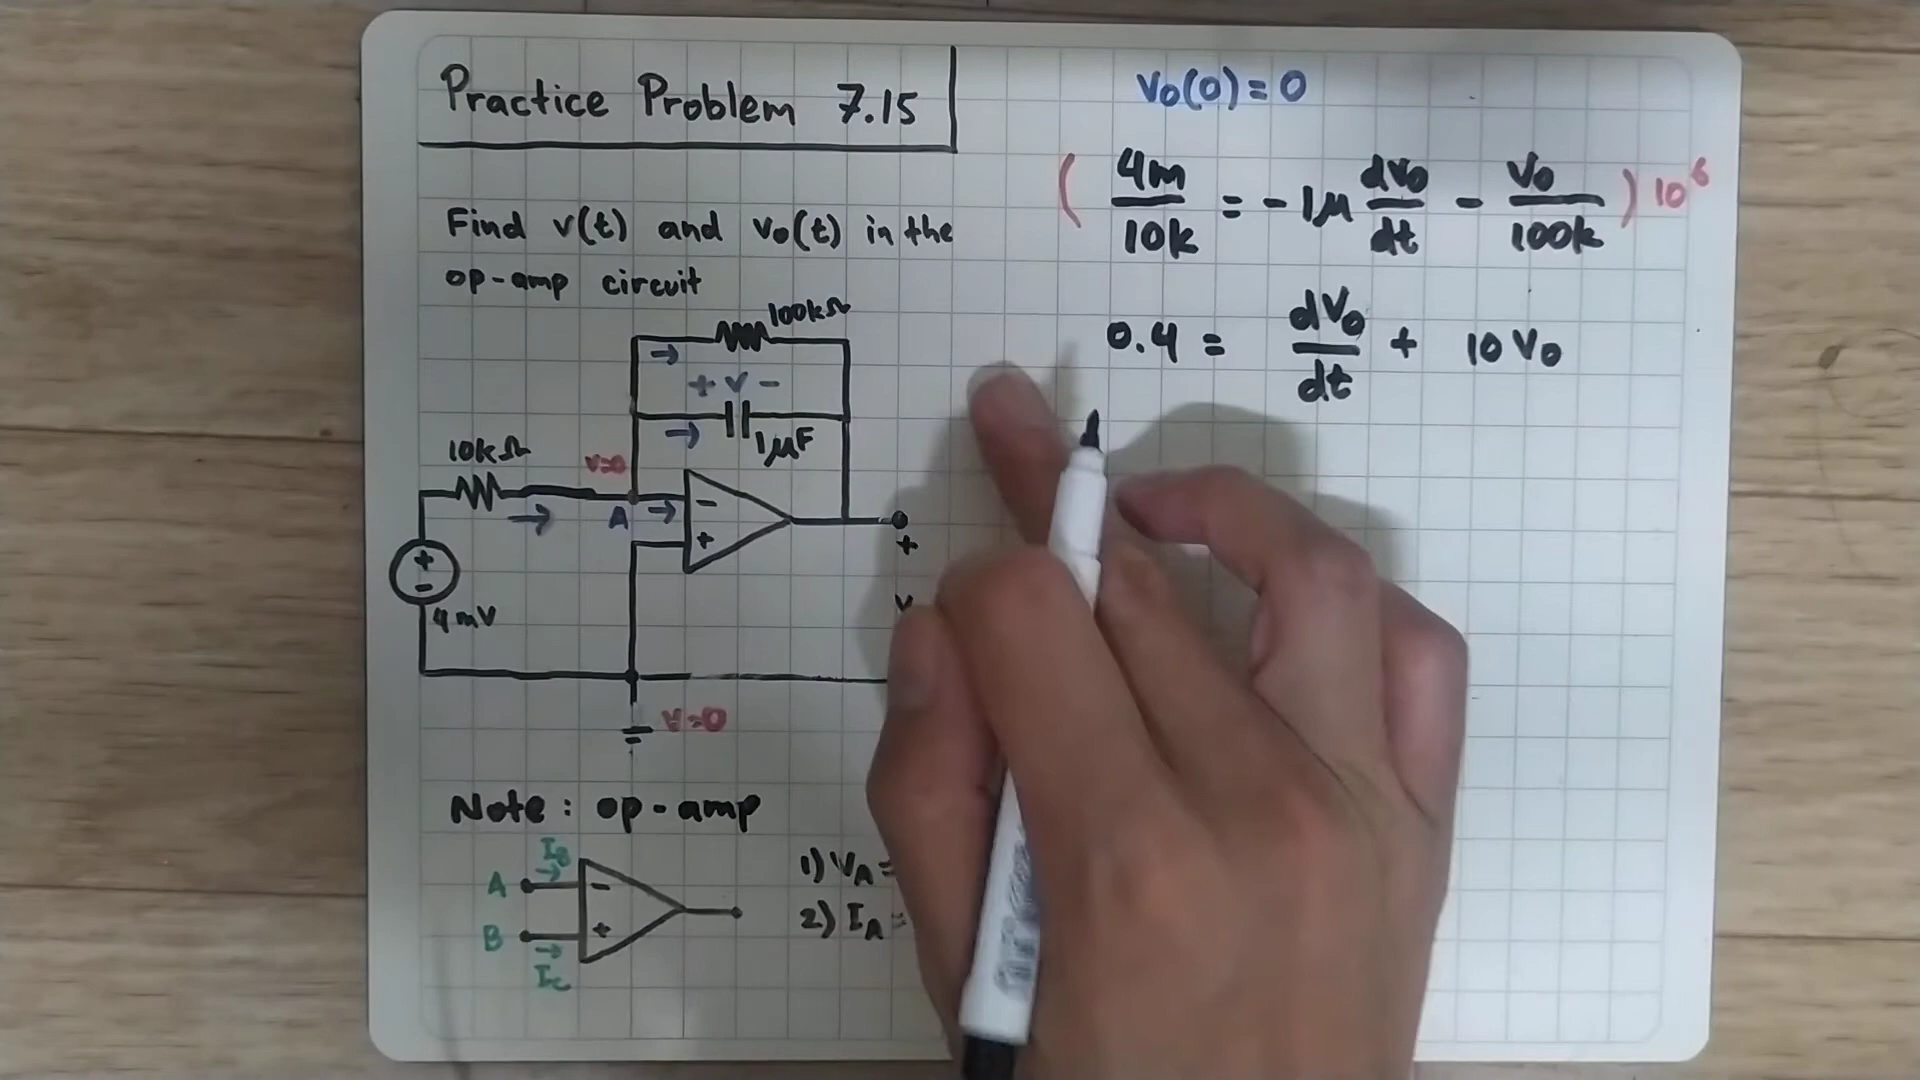 Practice Problem 7.15
Find v(t) and vo(t) in the
op-amp circuit
100kΩ
+ v -
1μF
10kΩ
v=0
A
-
+
+
-
4mV
+
v
v=0
Note: op-amp
A
IB
-
B
+
IC
1) VA=
2) IA=
vo(0)=0
( 4m/10k = -1μ dvo/dt - vo/100k ) 10^6
0.4 = dvo/dt + 10 vo